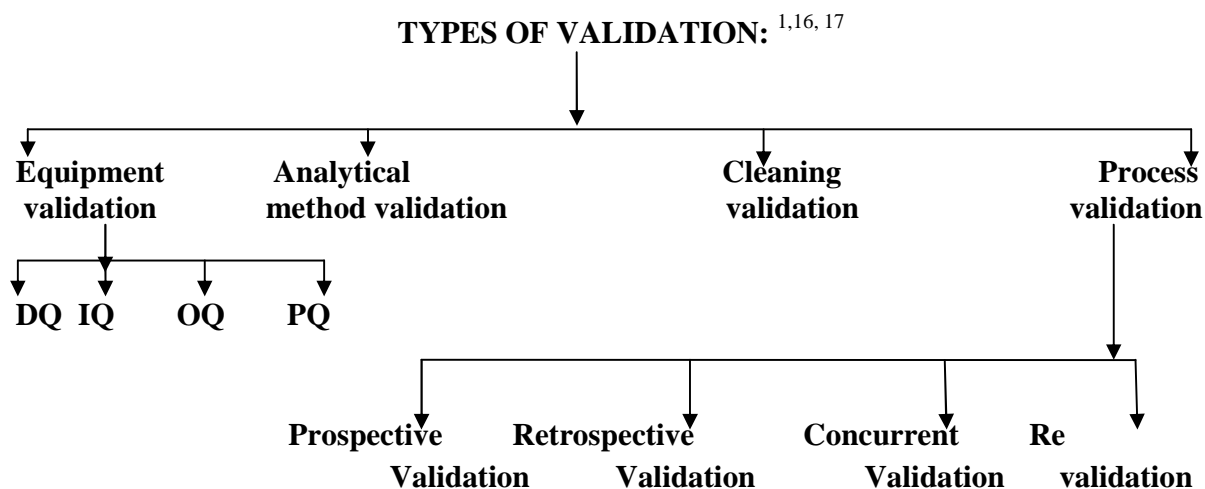 TYPES OF VALIDATION: 1,16, 17
Equipment Analytical Cleaning Process
validation method validation validation validation
DQ IQ OQ PQ
Prospective Retrospective Concurrent Re
Validation Validation Validation validation